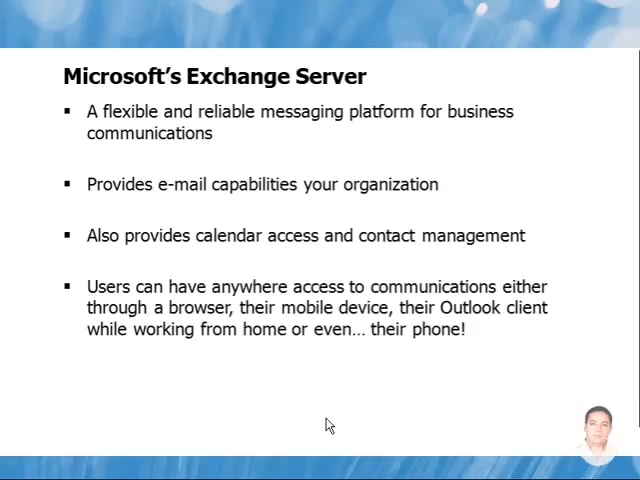 Microsoft’s Exchange Server
▪ A flexible and reliable messaging platform for business
communications
▪ Provides e-mail capabilities your organization
▪ Also provides calendar access and contact management
▪ Users can have anywhere access to communications either
through a browser, their mobile device, their Outlook client
while working from home or even… their phone!